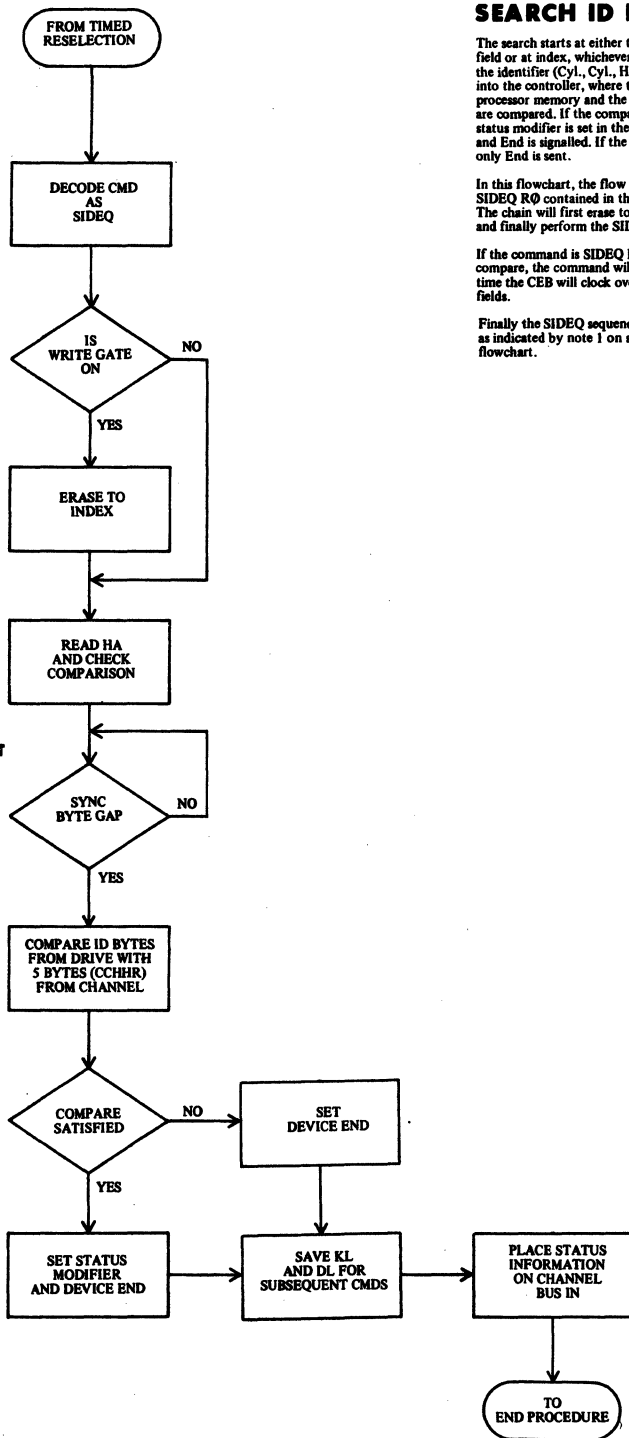 FROM TIMED
RESELECTION
DECODE CMD
AS
SIDEQ
IS
WRITE GATE
ON
NO
YES
ERASE TO
INDEX
READ HA
AND CHECK
COMPARISON
SYNC
BYTE GAP
NO
YES
COMPARE ID BYTES
FROM DRIVE WITH
5 BYTES (CCHHR)
FROM CHANNEL
COMPARE
SATISFIED
NO
SET
DEVICE END
YES
SET STATUS
MODIFIER
AND DEVICE END
SAVE KL
AND DL FOR
SUBSEQUENT CMDS
PLACE STATUS
INFORMATION
ON CHANNEL
BUS IN
TO
END PROCEDURE
SEARCH ID
The search starts at either
field or at index, whichever
the identifier (Cyl., Cyl.,
into the controller, where
processor memory and the
are compared. If the
status modifier is set in the
and End is signalled. If the
only End is sent.
In this flowchart, the flow
SIDEQ RØ contained in
The chain will first erase to
and finally perform the
If the command is SIDEQ
compare, the command
time the CEB will clock
fields.
Finally the SIDEQ
as indicated by note 1 on
flowchart.